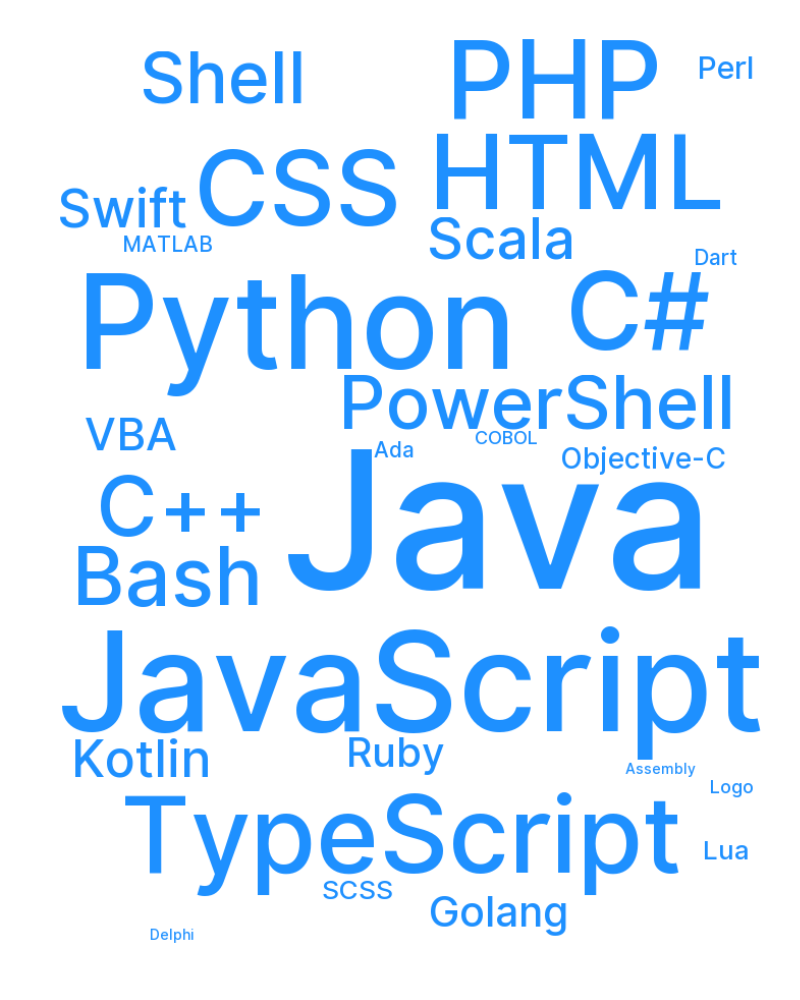 Shell
PHP
Perl
CSS
HTML
Swift
Scala
MATLAB
Dart
Python
C#
PowerShell
VBA
COBOL
Ada
Objective-C
Java
C++
Bash
JavaScript
Kotlin
Ruby
Assembly
Logo
TypeScript
Lua
SCSS
Golang
Delphi